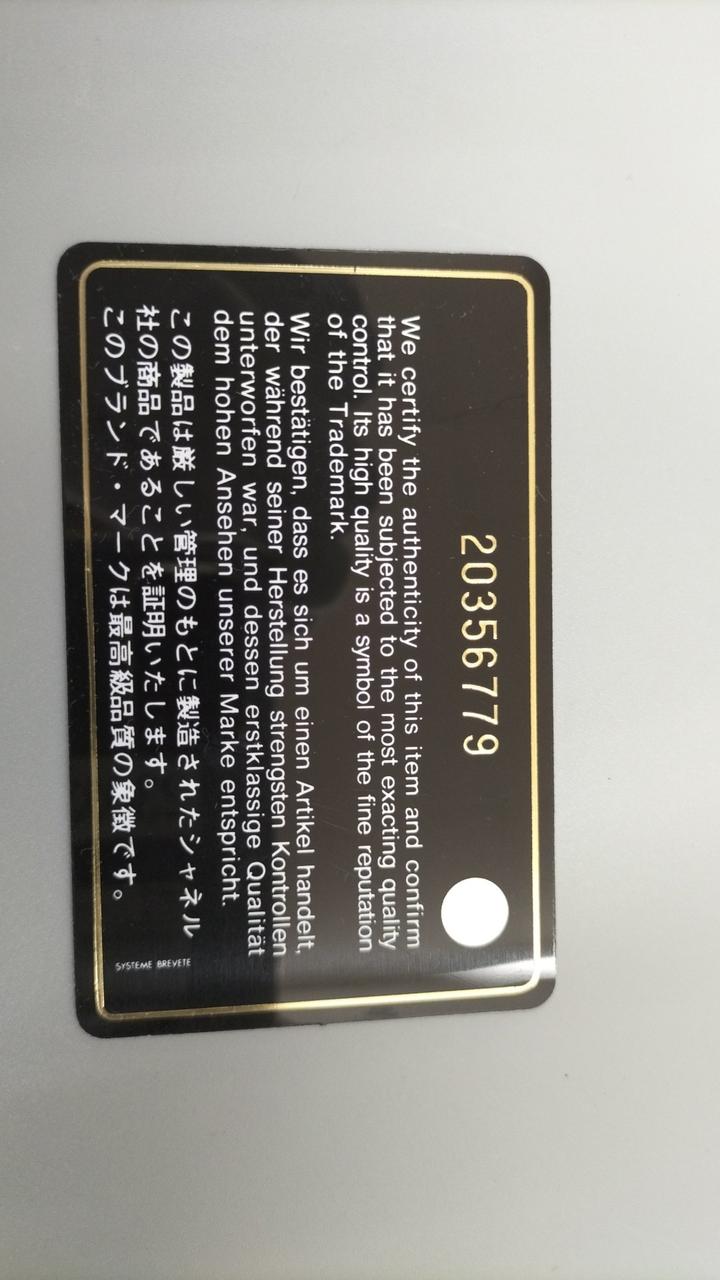 20356779
We certify the authenticity of this item and confirm
that it has been subjected to the most exacting quality
control. Its high quality is a symbol of the fine reputation
of the Trademark.
Wir bestätigen, dass es sich um einen Artikel handelt,
der während seiner Herstellung strengsten Kontrollen
unterworfen war, und dessen erstklassige Qualität
dem hohen Ansehen unserer Marke entspricht.
この製品は厳しい管理のもとに製造されたシャネル
社の商品であることを証明いたします。
このブランド・マークは最高級品質の象徴です。
SYSTEME BREVETE